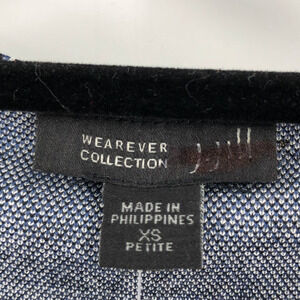 WEAREVER
COLLECTION J.Jill
MADE IN
PHILIPPINES
XS
PETITE